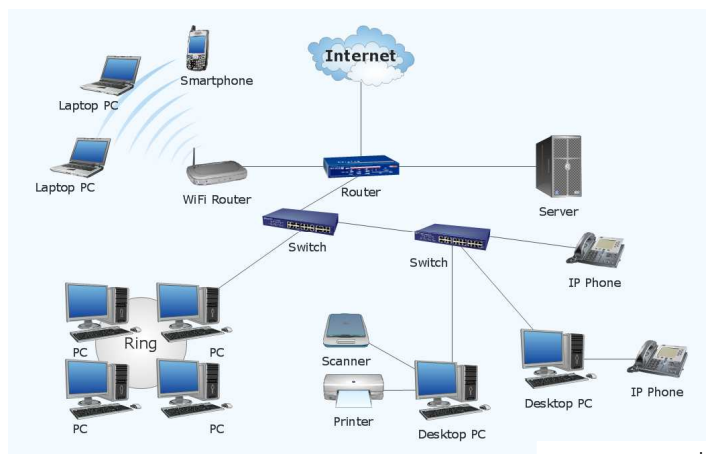 Internet
Smartphone
Laptop PC
Laptop PC
WiFi Router
Router
Server
Switch
Switch
IP Phone
PC
PC
Ring
Scanner
PC
PC
Printer
Desktop PC
Desktop PC
IP Phone